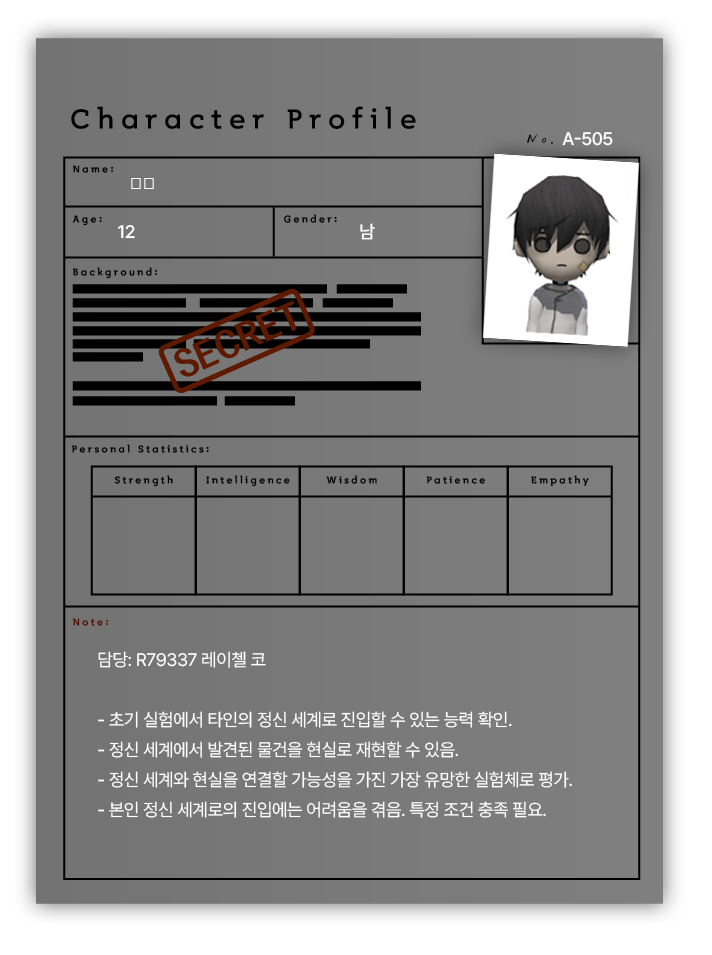 Character Profile
No. A-505
Name:
□□
Age: 12
Gender: 남
Background:
SECRET
Personal Statistics:
Strength Intelligence Wisdom Patience Empathy
Note:
담당: R79337 레이첼 코
- 초기 실험에서 타인의 정신 세계로 진입할 수 있는 능력 확인.
- 정신 세계에서 발견된 물건을 현실로 재현할 수 있음.
- 정신 세계와 현실을 연결할 가능성을 가진 가장 유망한 실험체로 평가.
- 본인 정신 세계로의 진입에는 어려움을 겪음. 특정 조건 충족 필요.